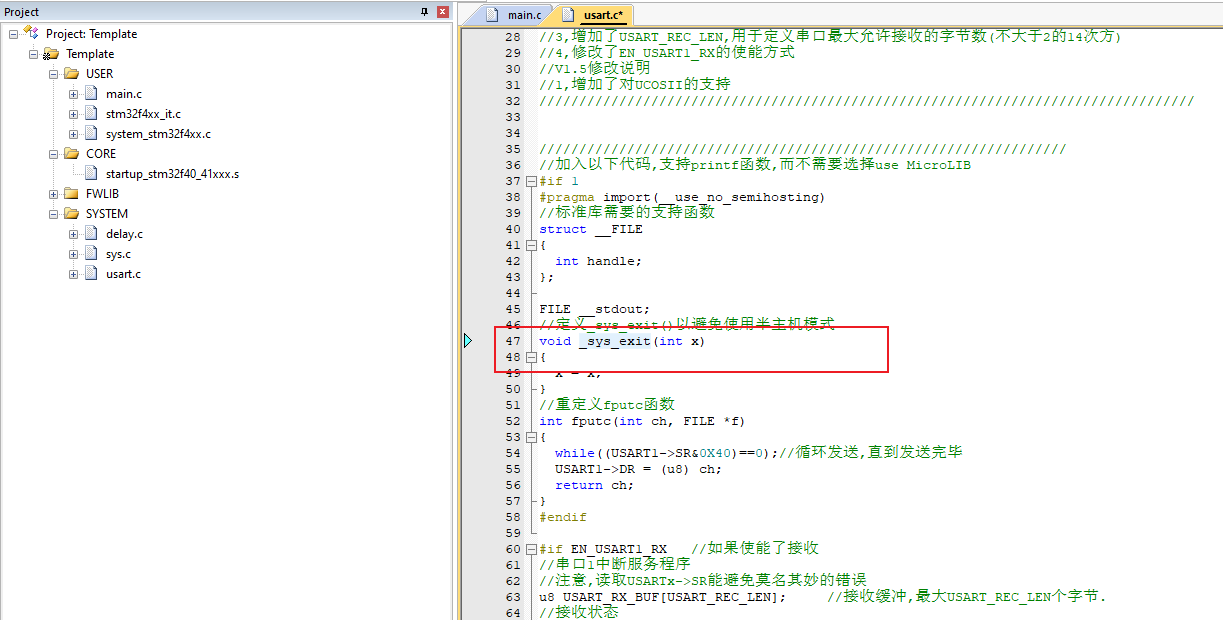 Project
Project: Template
Template
USER
main.c
stm32f4xx_it.c
system_stm32f4xx.c
CORE
startup_stm32f40_41xxx.s
FWLIB
SYSTEM
delay.c
sys.c
usart.c
main.c
usart.c*
28 //3,增加了USART_REC_LEN,用于定义串口最大允许接收的字节数(不大于2的14次方)
29 //4,修改了EN_USART1_RX的使能方式
30 //V1.5修改说明
31 //1,增加了对UCOSII的支持
32 //////////////////////////////////////////////////////////////////////////////////
33
34
35 //////////////////////////////////////////////////////////////////
36 //加入以下代码,支持printf函数,而不需要选择use MicroLIB
37 #if 1
38 #pragma import(__use_no_semihosting)
39 //标准库需要的支持函数
40 struct __FILE
41 {
42 int handle;
43 };
44
45 FILE __stdout;
46 //定义_sys_exit()以避免使用半主机模式
47 void _sys_exit(int x)
48 {
49 x = x;
50 }
51 //重定义fputc函数
52 int fputc(int ch, FILE *f)
53 {
54 while((USART1->SR&0X40)==0);//循环发送,直到发送完毕
55 USART1->DR = (u8) ch;
56 return ch;
57 }
58 #endif
59
60 #if EN_USART1_RX //如果使能了接收
61 //串口1中断服务程序
62 //注意,读取USARTx->SR能避免莫名其妙的错误
63 u8 USART_RX_BUF[USART_REC_LEN]; //接收缓冲,最大USART_REC_LEN个字节.
64 //接收状态